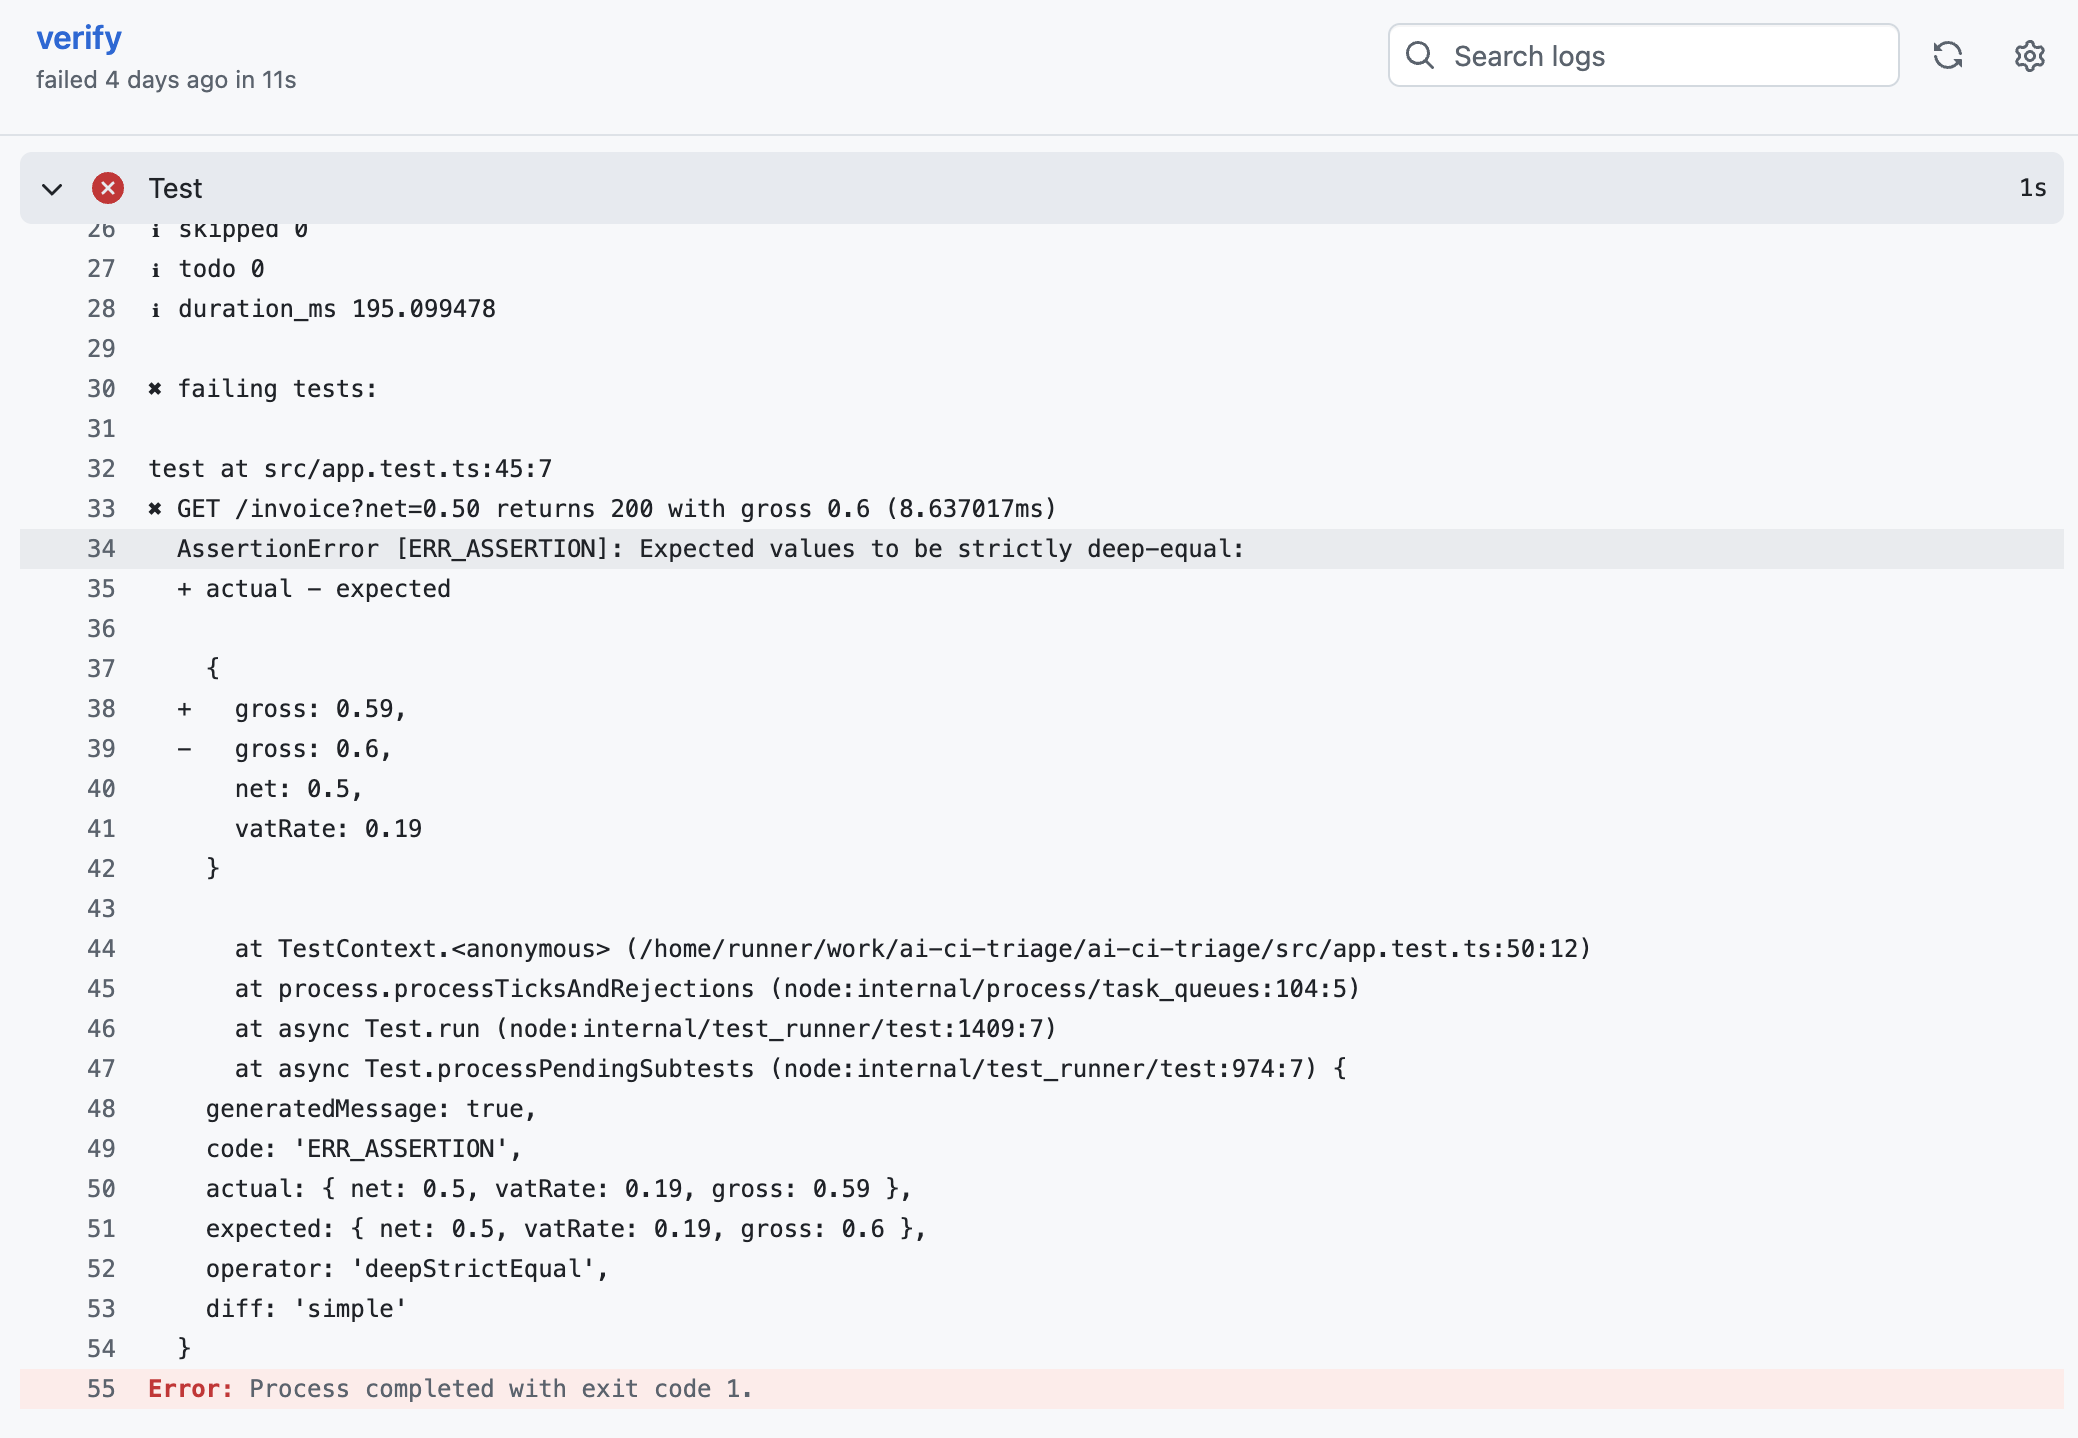 verify
failed 4 days ago in 11s
Search logs
Test 1s
26 ℹ skipped 0
27 ℹ todo 0
28 ℹ duration_ms 195.099478
29
30 ✖ failing tests:
31
32 test at src/app.test.ts:45:7
33 ✖ GET /invoice?net=0.50 returns 200 with gross 0.6 (8.637017ms)
34   AssertionError [ERR_ASSERTION]: Expected values to be strictly deep-equal:
35   + actual - expected
36
37     {
38   +   gross: 0.59,
39   -   gross: 0.6,
40       net: 0.5,
41       vatRate: 0.19
42     }
43
44       at TestContext.<anonymous> (/home/runner/work/ai-ci-triage/ai-ci-triage/src/app.test.ts:50:12)
45       at process.processTicksAndRejections (node:internal/process/task_queues:104:5)
46       at async Test.run (node:internal/test_runner/test:1409:7)
47       at async Test.processPendingSubtests (node:internal/test_runner/test:974:7) {
48     generatedMessage: true,
49     code: 'ERR_ASSERTION',
50     actual: { net: 0.5, vatRate: 0.19, gross: 0.59 },
51     expected: { net: 0.5, vatRate: 0.19, gross: 0.6 },
52     operator: 'deepStrictEqual',
53     diff: 'simple'
54   }
55 Error: Process completed with exit code 1.